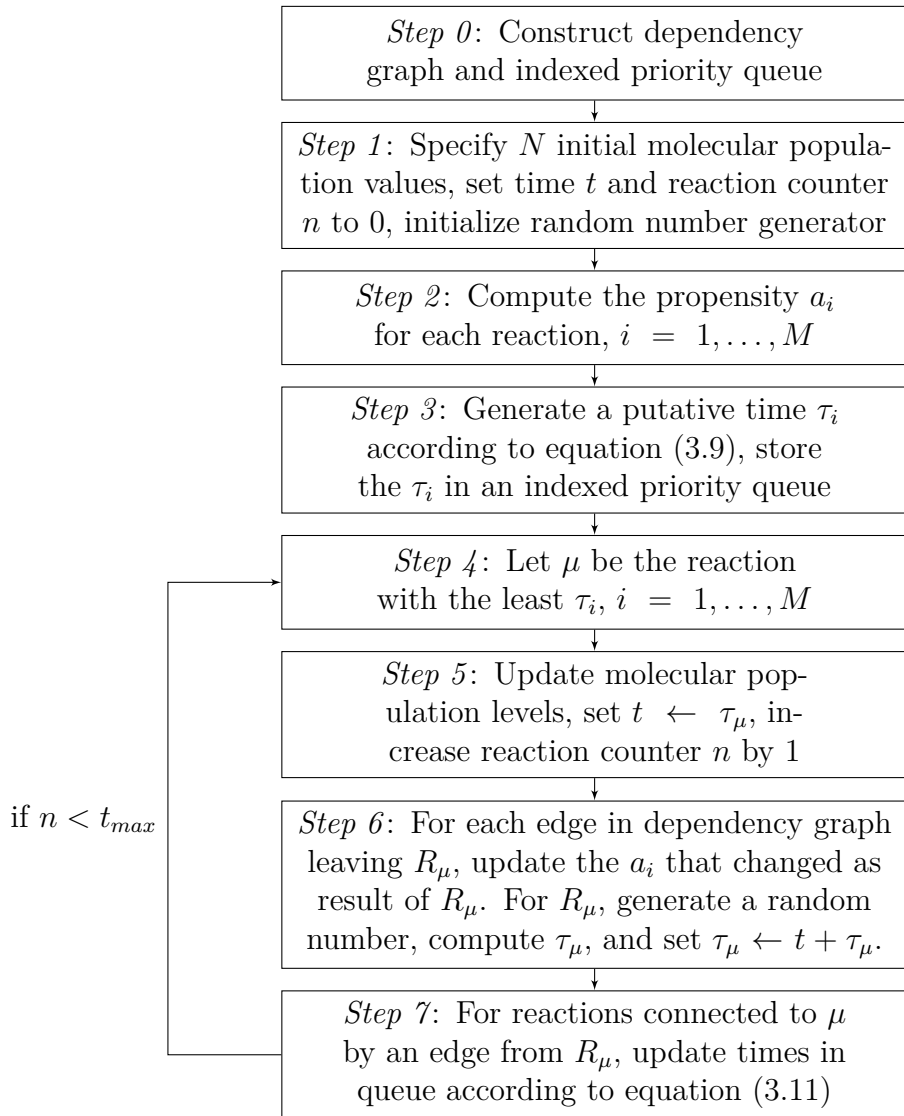 Step 0: Construct dependency
graph and indexed priority queue
Step 1: Specify N initial molecular popula-
tion values, set time t and reaction counter
n to 0, initialize random number generator
Step 2: Compute the propensity a_i
for each reaction, i = 1, . . . , M
Step 3: Generate a putative time τ_i
according to equation (3.9), store
the τ_i in an indexed priority queue
Step 4: Let μ be the reaction
with the least τ_i, i = 1, . . . , M
Step 5: Update molecular pop-
ulation levels, set t ← τ_μ, in-
crease reaction counter n by 1
if n < t_max
Step 6: For each edge in dependency graph
leaving R_μ, update the a_i that changed as
result of R_μ. For R_μ, generate a random
number, compute τ_μ, and set τ_μ ← t + τ_μ.
Step 7: For reactions connected to μ
by an edge from R_μ, update times in
queue according to equation (3.11)